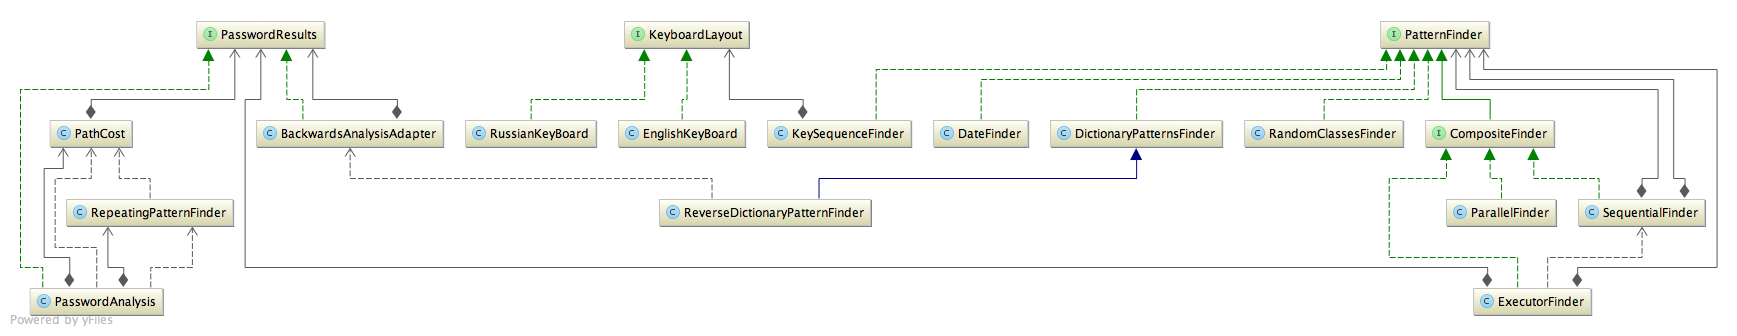 I PasswordResults
I KeyboardLayout
I PatternFinder
C PathCost
C BackwardsAnalysisAdapter
C RussianKeyBoard
C EnglishKeyBoard
C KeySequenceFinder
C DateFinder
C DictionaryPatternsFinder
C RandomClassesFinder
I CompositeFinder
C RepeatingPatternFinder
C ReverseDictionaryPatternFinder
C ParallelFinder
C SequentialFinder
C PasswordAnalysis
C ExecutorFinder
Powered by yFiles